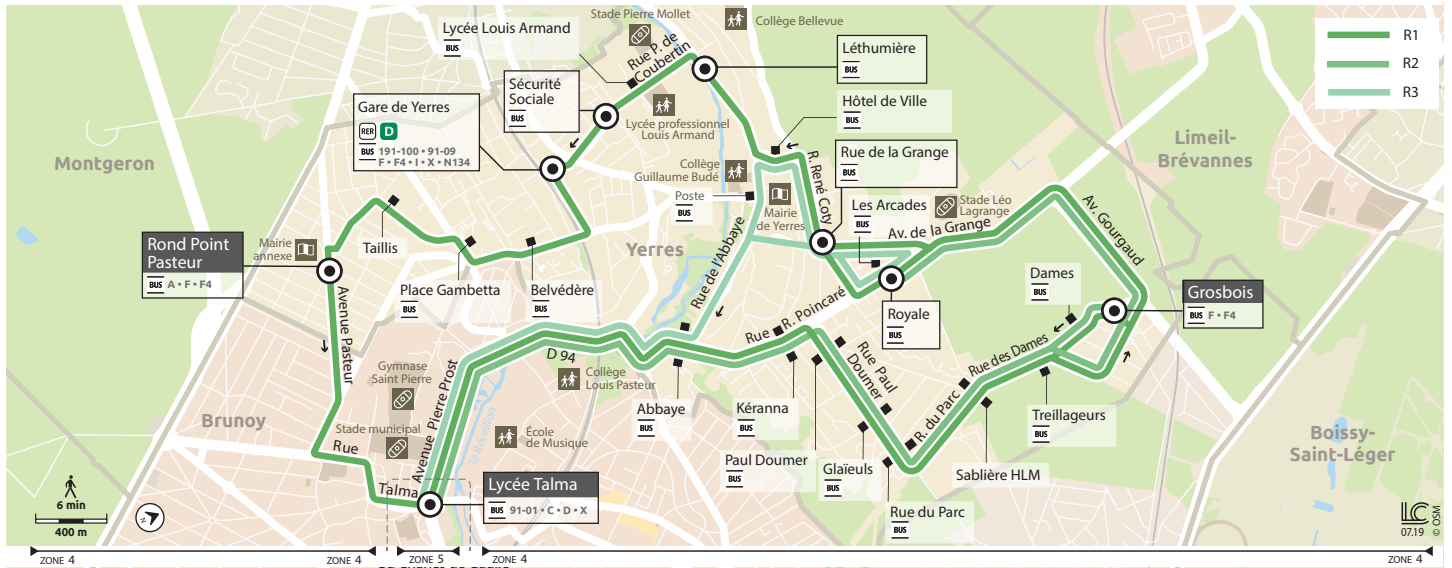 Stade Pierre Mollet
Collège Bellevue
Lycée Louis Armand
BUS
Rue P. de
Coubertin
Léthumière
BUS
R1
R2
R3
Sécurité
Sociale
BUS
Gare de Yerres
RER D
BUS 191-100 • 91-09
F • F4 • I • X • N134
Lycée professionnel
Louis Armand
Hôtel de Ville
BUS
Montgeron
Limeil-
Brévannes
Collège
Guillaume Budé
R. René Coty
Rue de la Grange
BUS
Poste
BUS
Mairie
de Yerres
Les Arcades
BUS
Stade Léo
Lagrange
Av. de la Grange
Av. Gourgaud
Rond Point
Pasteur
BUS A • F • F4
Mairie
annexe
Taillis
Yerres
Rue de l'Abbaye
Place Gambetta
BUS
Belvédère
BUS
Dames
BUS
Grosbois
BUS F • F4
Royale
BUS
Rue R. Poincaré
Avenue Pasteur
D 94
Rue Paul
Doumer
Rue des Dames
Gymnase
Saint Pierre
Avenue Pierre Prost
Collège
Louis Pasteur
Abbaye
BUS
Kéranna
BUS
Treillageurs
BUS
R. du Parc
Brunoy
Stade municipal
École
de Musique
le Réveillon
Paul Doumer
BUS
Glaïeuls
BUS
Sablière HLM
Boissy-
Saint-Léger
Rue
Talma
Lycée Talma
BUS 91-01 • C • D • X
Rue du Parc
BUS
6 min
400 m
N
LC
07.19
© OSM
ZONE 4
ZONE 4
ZONE 5
ZONE 4
ZONE 4